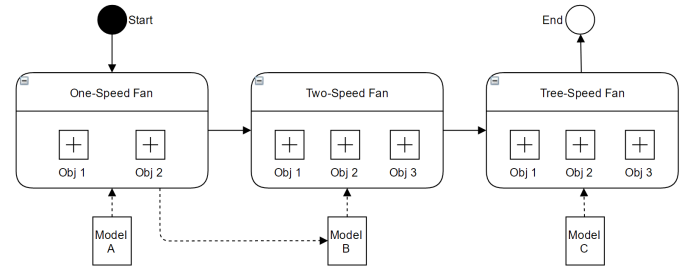 Start
End
One-Speed Fan
Two-Speed Fan
Tree-Speed Fan
Obj 1
Obj 2
Obj 1
Obj 2
Obj 3
Obj 1
Obj 2
Obj 3
Model
A
Model
B
Model
C